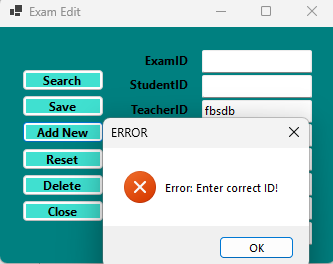 Exam Edit
ExamID
Search
StudentID
Save
TeacherID fbsdb
Add New
ERROR
Reset
Error: Enter correct ID!
Delete
Close
OK